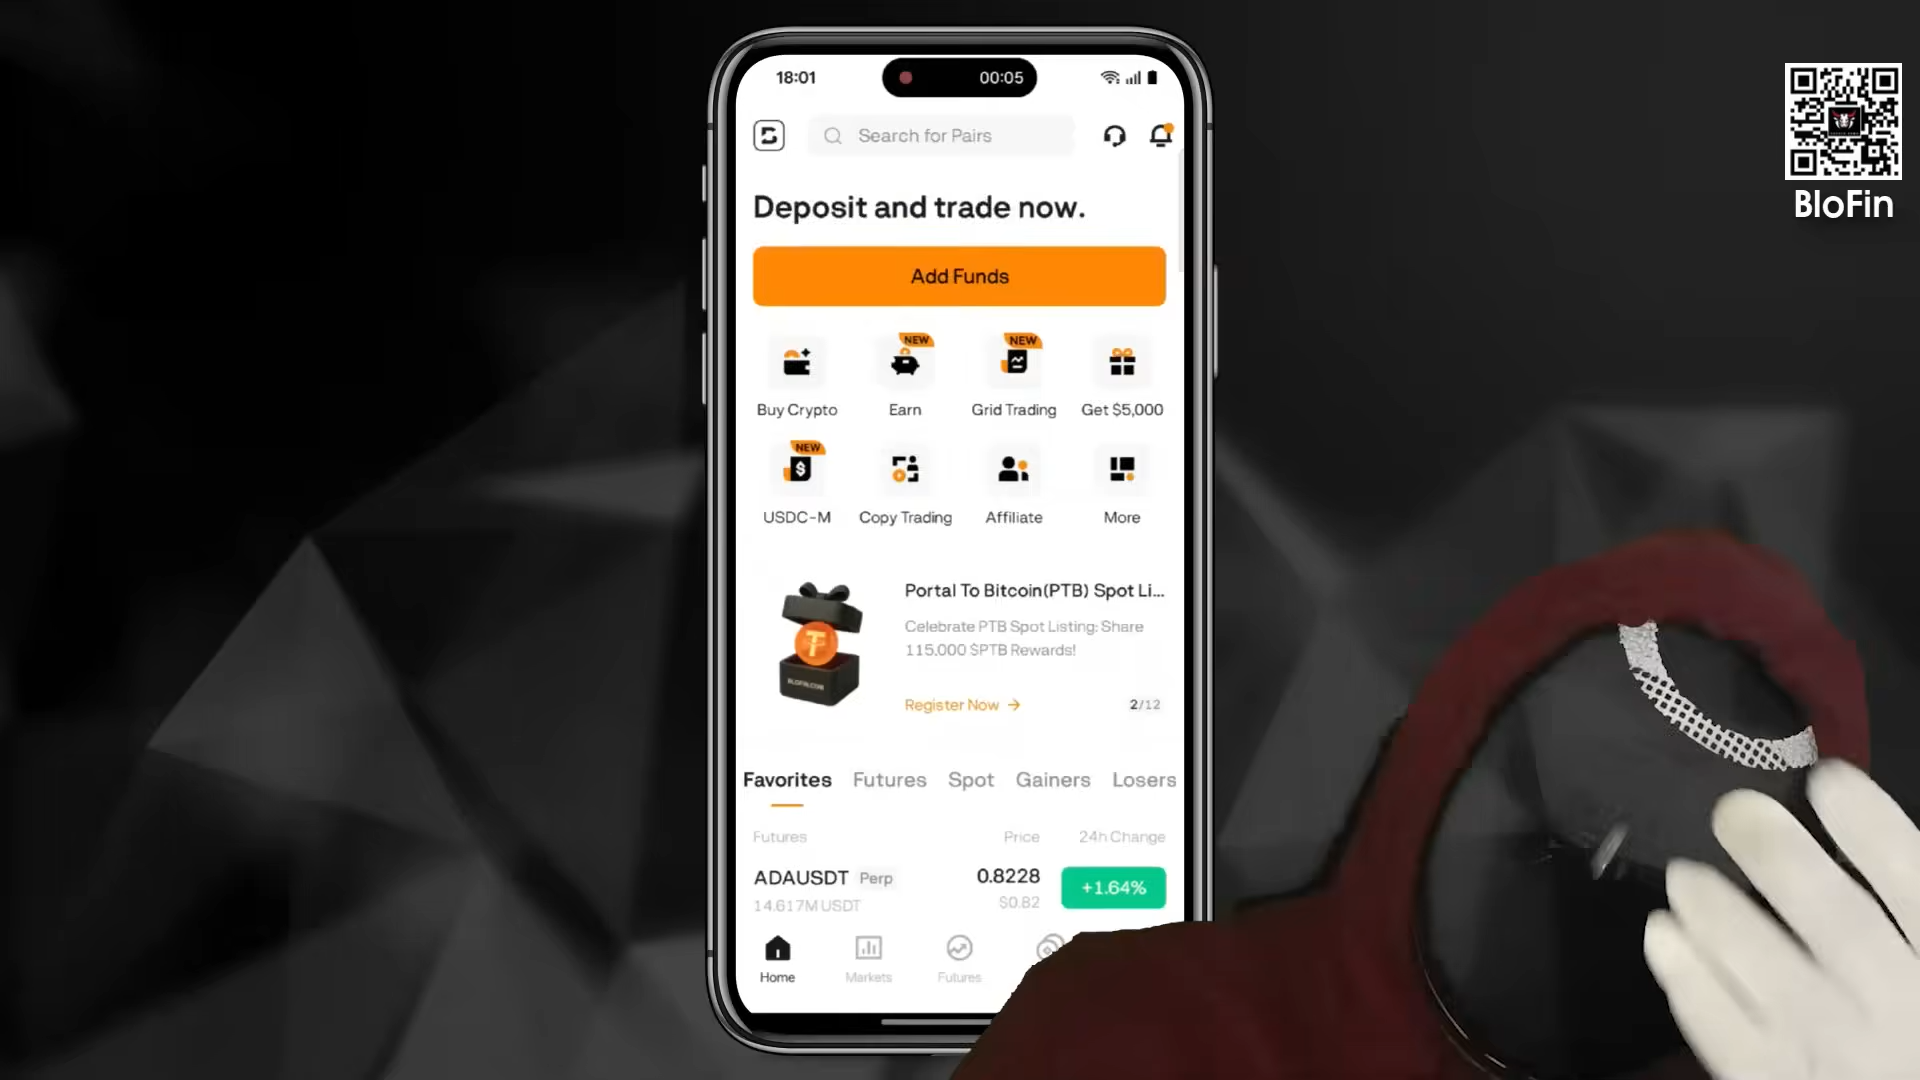 18:01
00:05
Search for Pairs
BloFin
Deposit and trade now.
Add Funds
NEW
NEW
Buy Crypto
Earn
Grid Trading
Get $5,000
NEW
USDC-M
Copy Trading
Affiliate
More
Portal To Bitcoin(PTB) Spot Li...
Celebrate PTB Spot Listing: Share
115,000 $PTB Rewards!
BLOFIN.COM
Register Now →
2/12
Favorites
Futures
Spot
Gainers
Losers
Futures
Price
24h Change
ADAUSDT Perp
0.8228
+1.64%
14.617M USDT
$0.82
Home
Markets
Futures